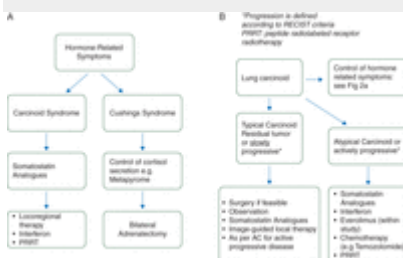 A
Hormone Related
Symptoms
Carcinoid Syndrome
Cushings Syndrome
Somatostatin
Analogues
Control of cortisol
secretion e.g.
Metapyrome
• Locoregional
therapy
• Interferon
• PRRT
Bilateral
Adrenalectomy
B
*Progression is defined
according to RECIST criteria
PRRT: peptide radiolabeled receptor
radiotherapy
Lung carcinoid
Control of hormone
related symptoms:
see Fig 2a
Typical Carcinoid
Residual tumor
or slowly
progressive*
Atypical Carcinoid or
actively progressive*
• Surgery if feasible
• Observation
• Somatostatin Analogues
• Image-guided local therapy
• As per AC for active
progressive disease
• Somatostatin
Analogues
• Interferon
• Everolimus (within
study)
• Chemotherapy
(e.g Temozolomide)
• PRRT